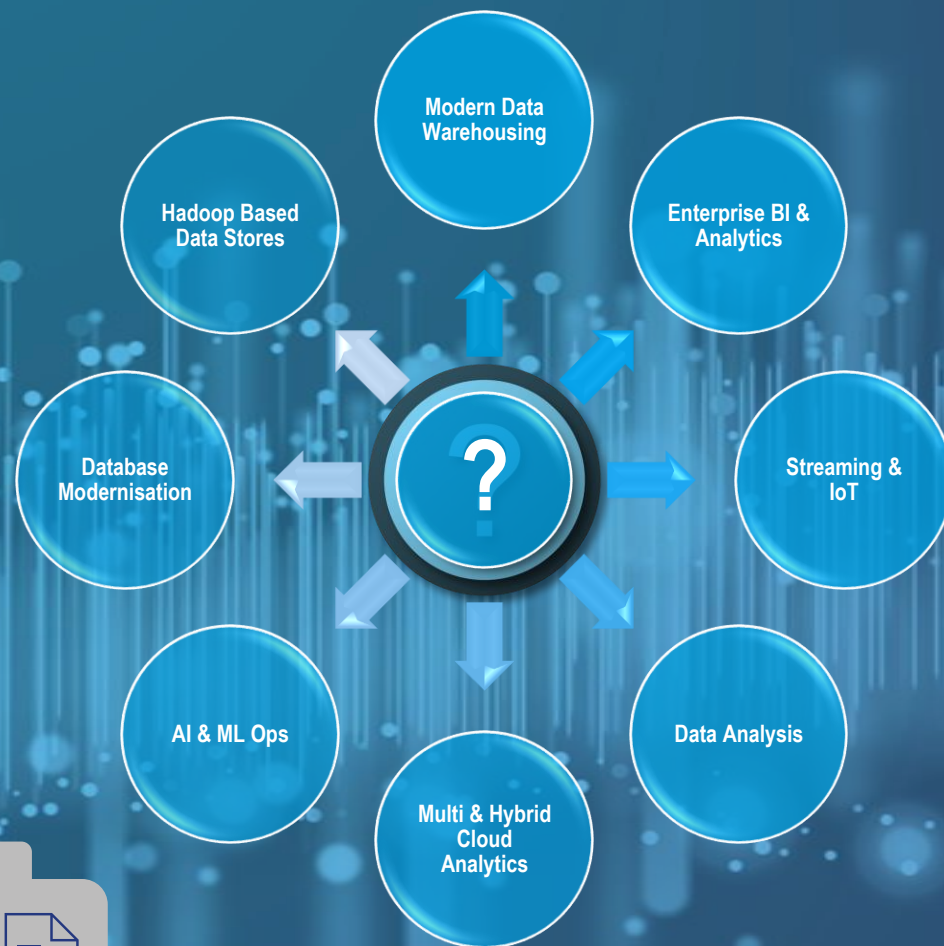 Modern Data
Warehousing
Enterprise BI &
Analytics
Streaming &
IoT
Data Analysis
Multi & Hybrid
Cloud
Analytics
AI & ML Ops
Database
Modernisation
Hadoop Based
Data Stores
?